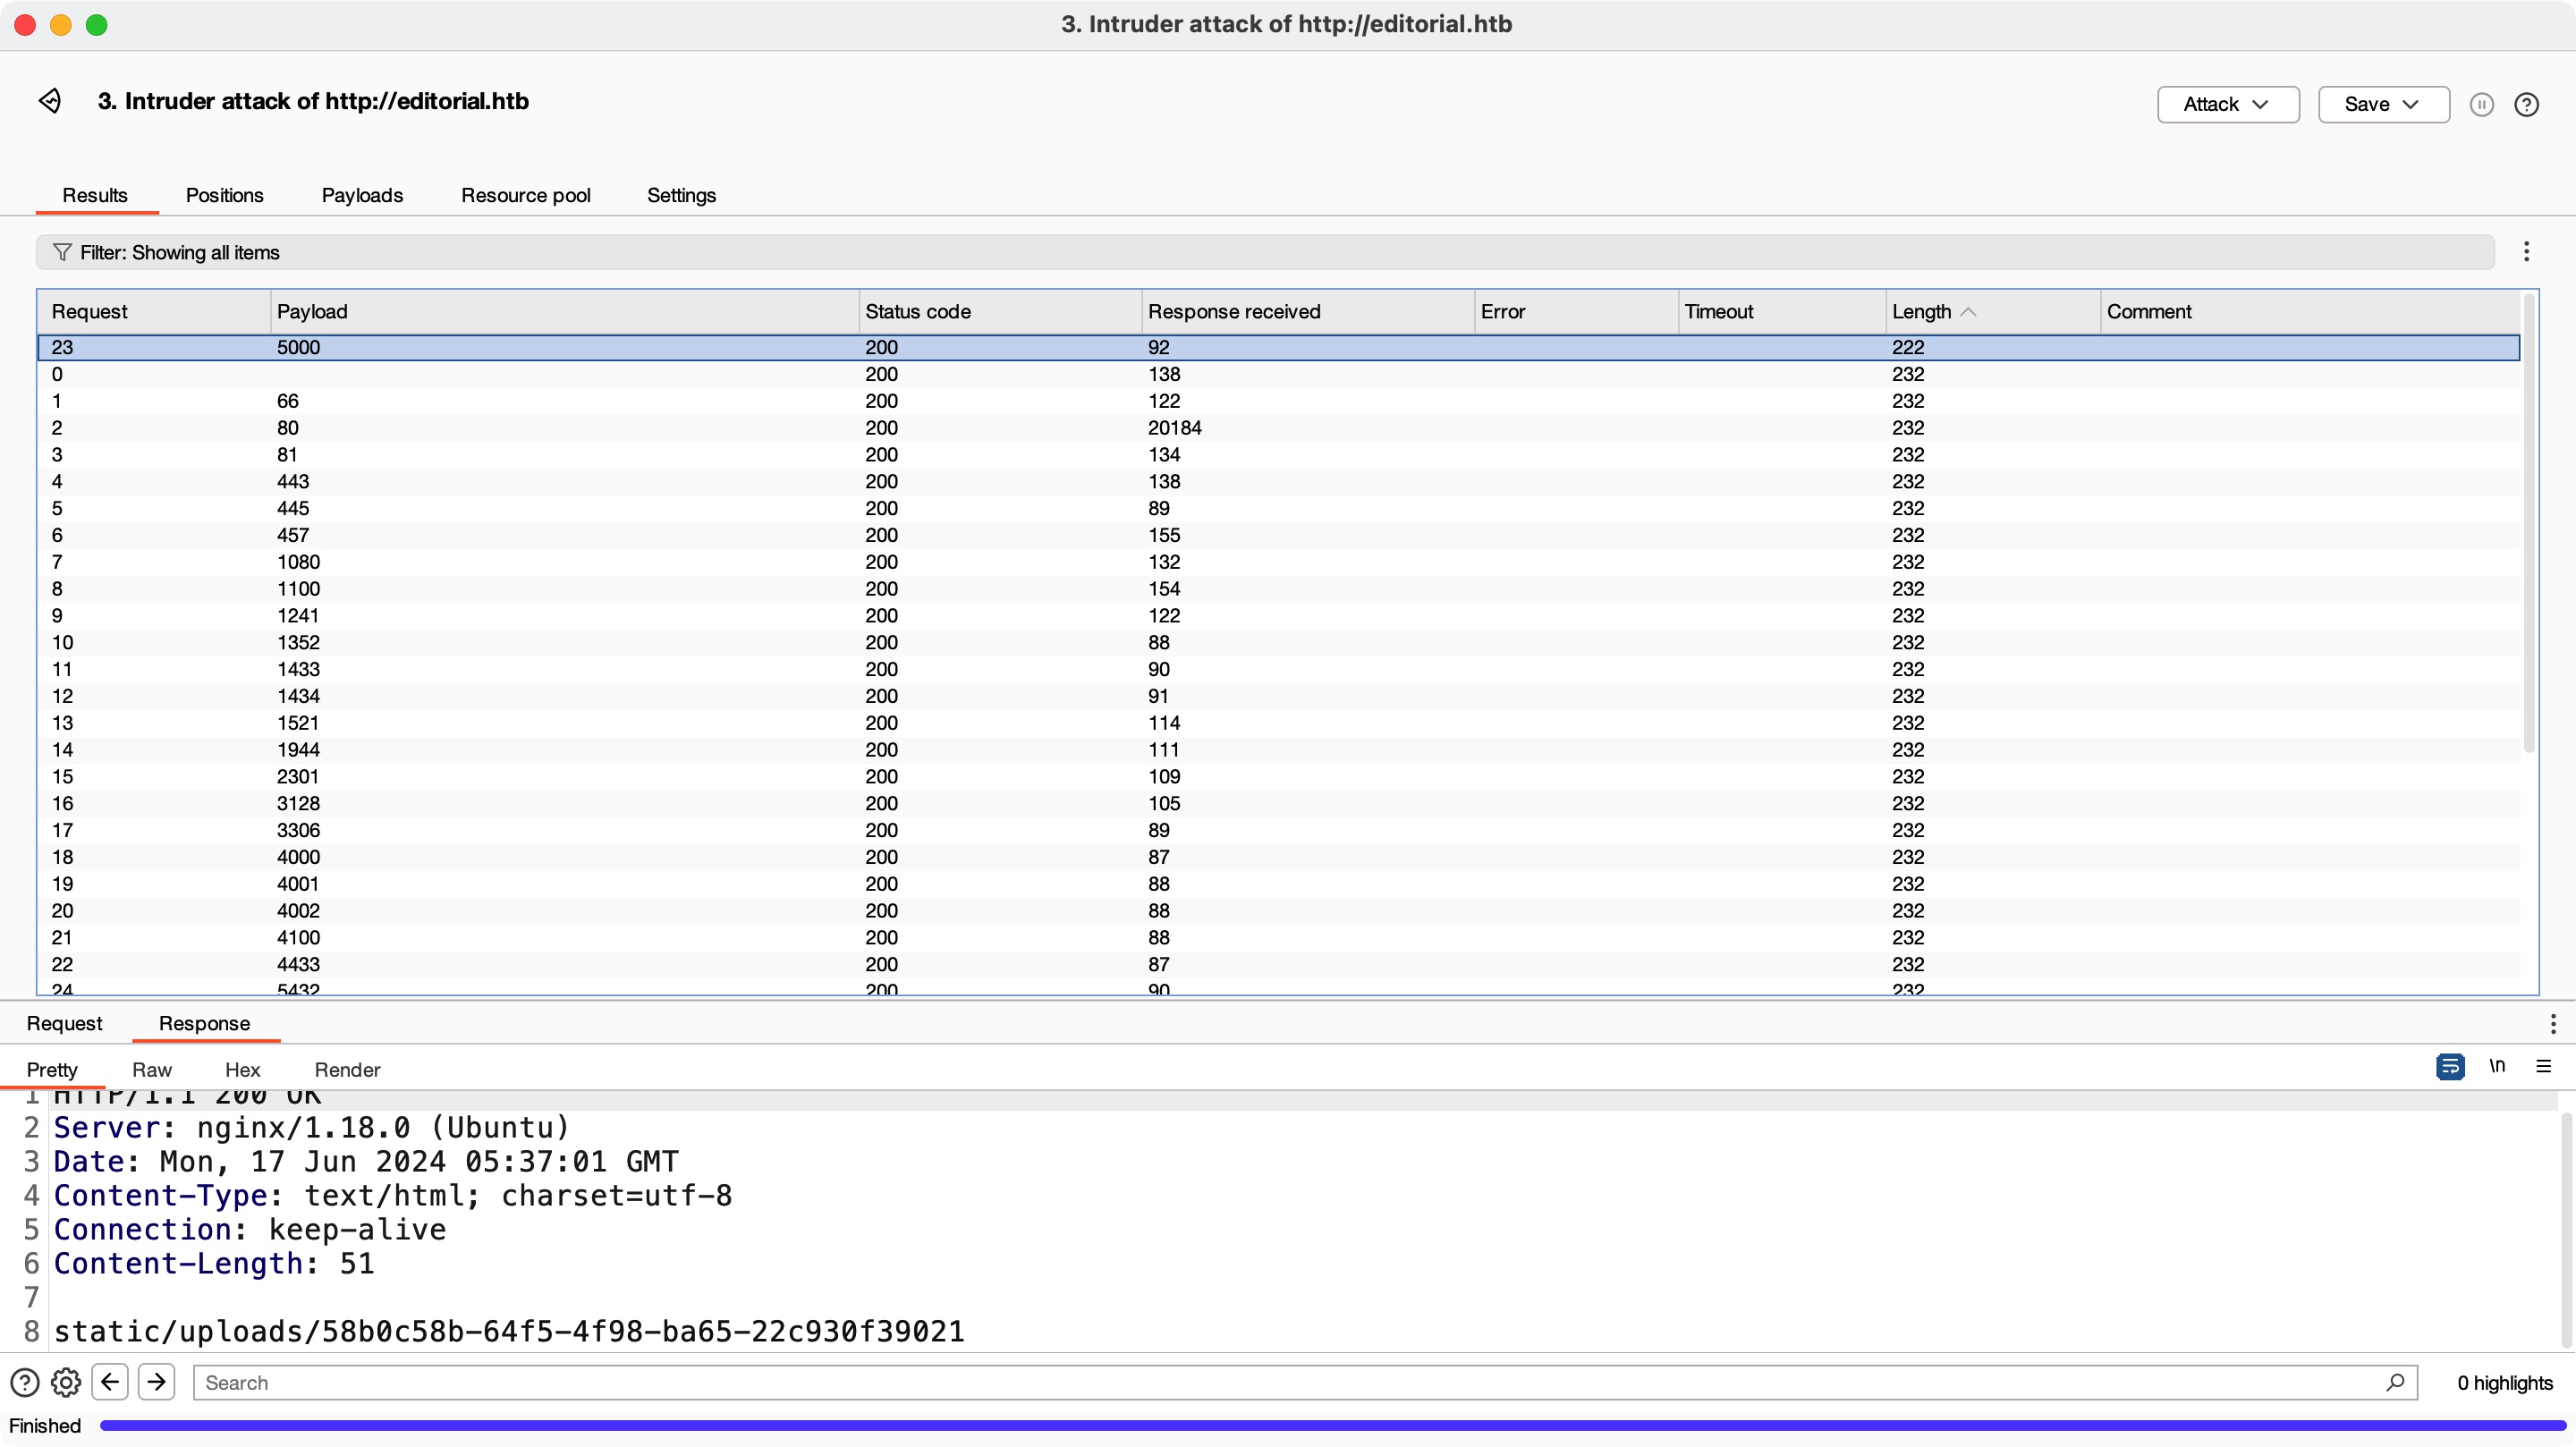 3. Intruder attack of http://editorial.htb
3. Intruder attack of http://editorial.htb
Attack
Save
Results Positions Payloads Resource pool Settings
Filter: Showing all items
Request Payload Status code Response received Error Timeout Length Comment
23 5000 200 92 222
0 200 138 232
1 66 200 122 232
2 80 200 20184 232
3 81 200 134 232
4 443 200 138 232
5 445 200 89 232
6 457 200 155 232
7 1080 200 132 232
8 1100 200 154 232
9 1241 200 122 232
10 1352 200 88 232
11 1433 200 90 232
12 1434 200 91 232
13 1521 200 114 232
14 1944 200 111 232
15 2301 200 109 232
16 3128 200 105 232
17 3306 200 89 232
18 4000 200 87 232
19 4001 200 88 232
20 4002 200 88 232
21 4100 200 88 232
22 4433 200 87 232
24 5432 200 90 232
Request Response
Pretty Raw Hex Render \n
1 HTTP/1.1 200 OK
2 Server: nginx/1.18.0 (Ubuntu)
3 Date: Mon, 17 Jun 2024 05:37:01 GMT
4 Content-Type: text/html; charset=utf-8
5 Connection: keep-alive
6 Content-Length: 51
7
8 static/uploads/58b0c58b-64f5-4f98-ba65-22c930f39021
Search 0 highlights
Finished